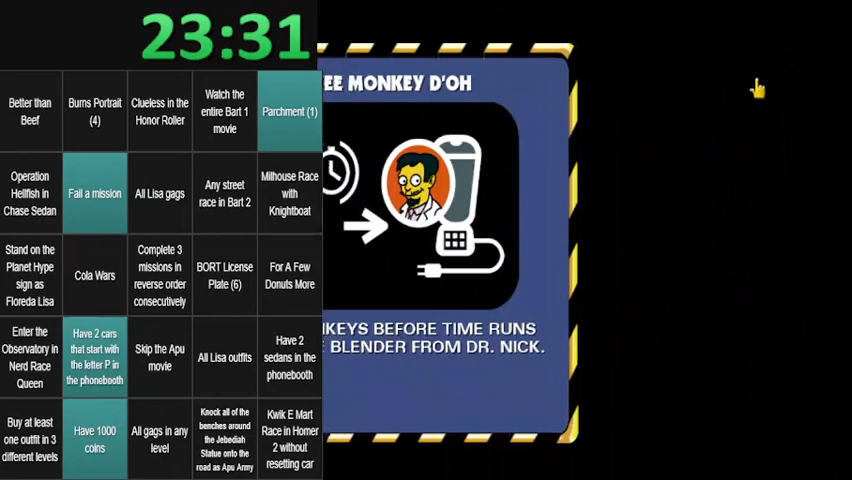 23:31
Better than
Beef
Burns Portrait
(4)
Clueless in the
Honor Roller
Watch the
entire Bart 1
movie
Parchment (1)
Operation
Hellfish in
Chase Sedan
Fail a mission
All Lisa gags
Any street
race in Bart 2
Milhouse Race
with
Knightboat
Stand on the
Planet Hype
sign as
Floreda Lisa
Cola Wars
Complete 3
missions in
reverse order
consecutively
BORT License
Plate (6)
For A Few
Donuts More
Enter the
Observatory in
Nerd Race
Queen
Have 2 cars
that start with
the letter P in
the phonebooth
Skip the Apu
movie
All Lisa outfits
Have 2
sedans in the
phonebooth
Buy at least
one outfit in 3
different levels
Have 1000
coins
All gags in any
level
Knock all of the
benches around
the Jebediah
Statue onto the
road as Apu Army
Kwik E Mart
Race in Homer
2 without
resetting car
EE MONKEY D'OH
KEYS BEFORE TIME RUNS
BLENDER FROM DR. NICK.